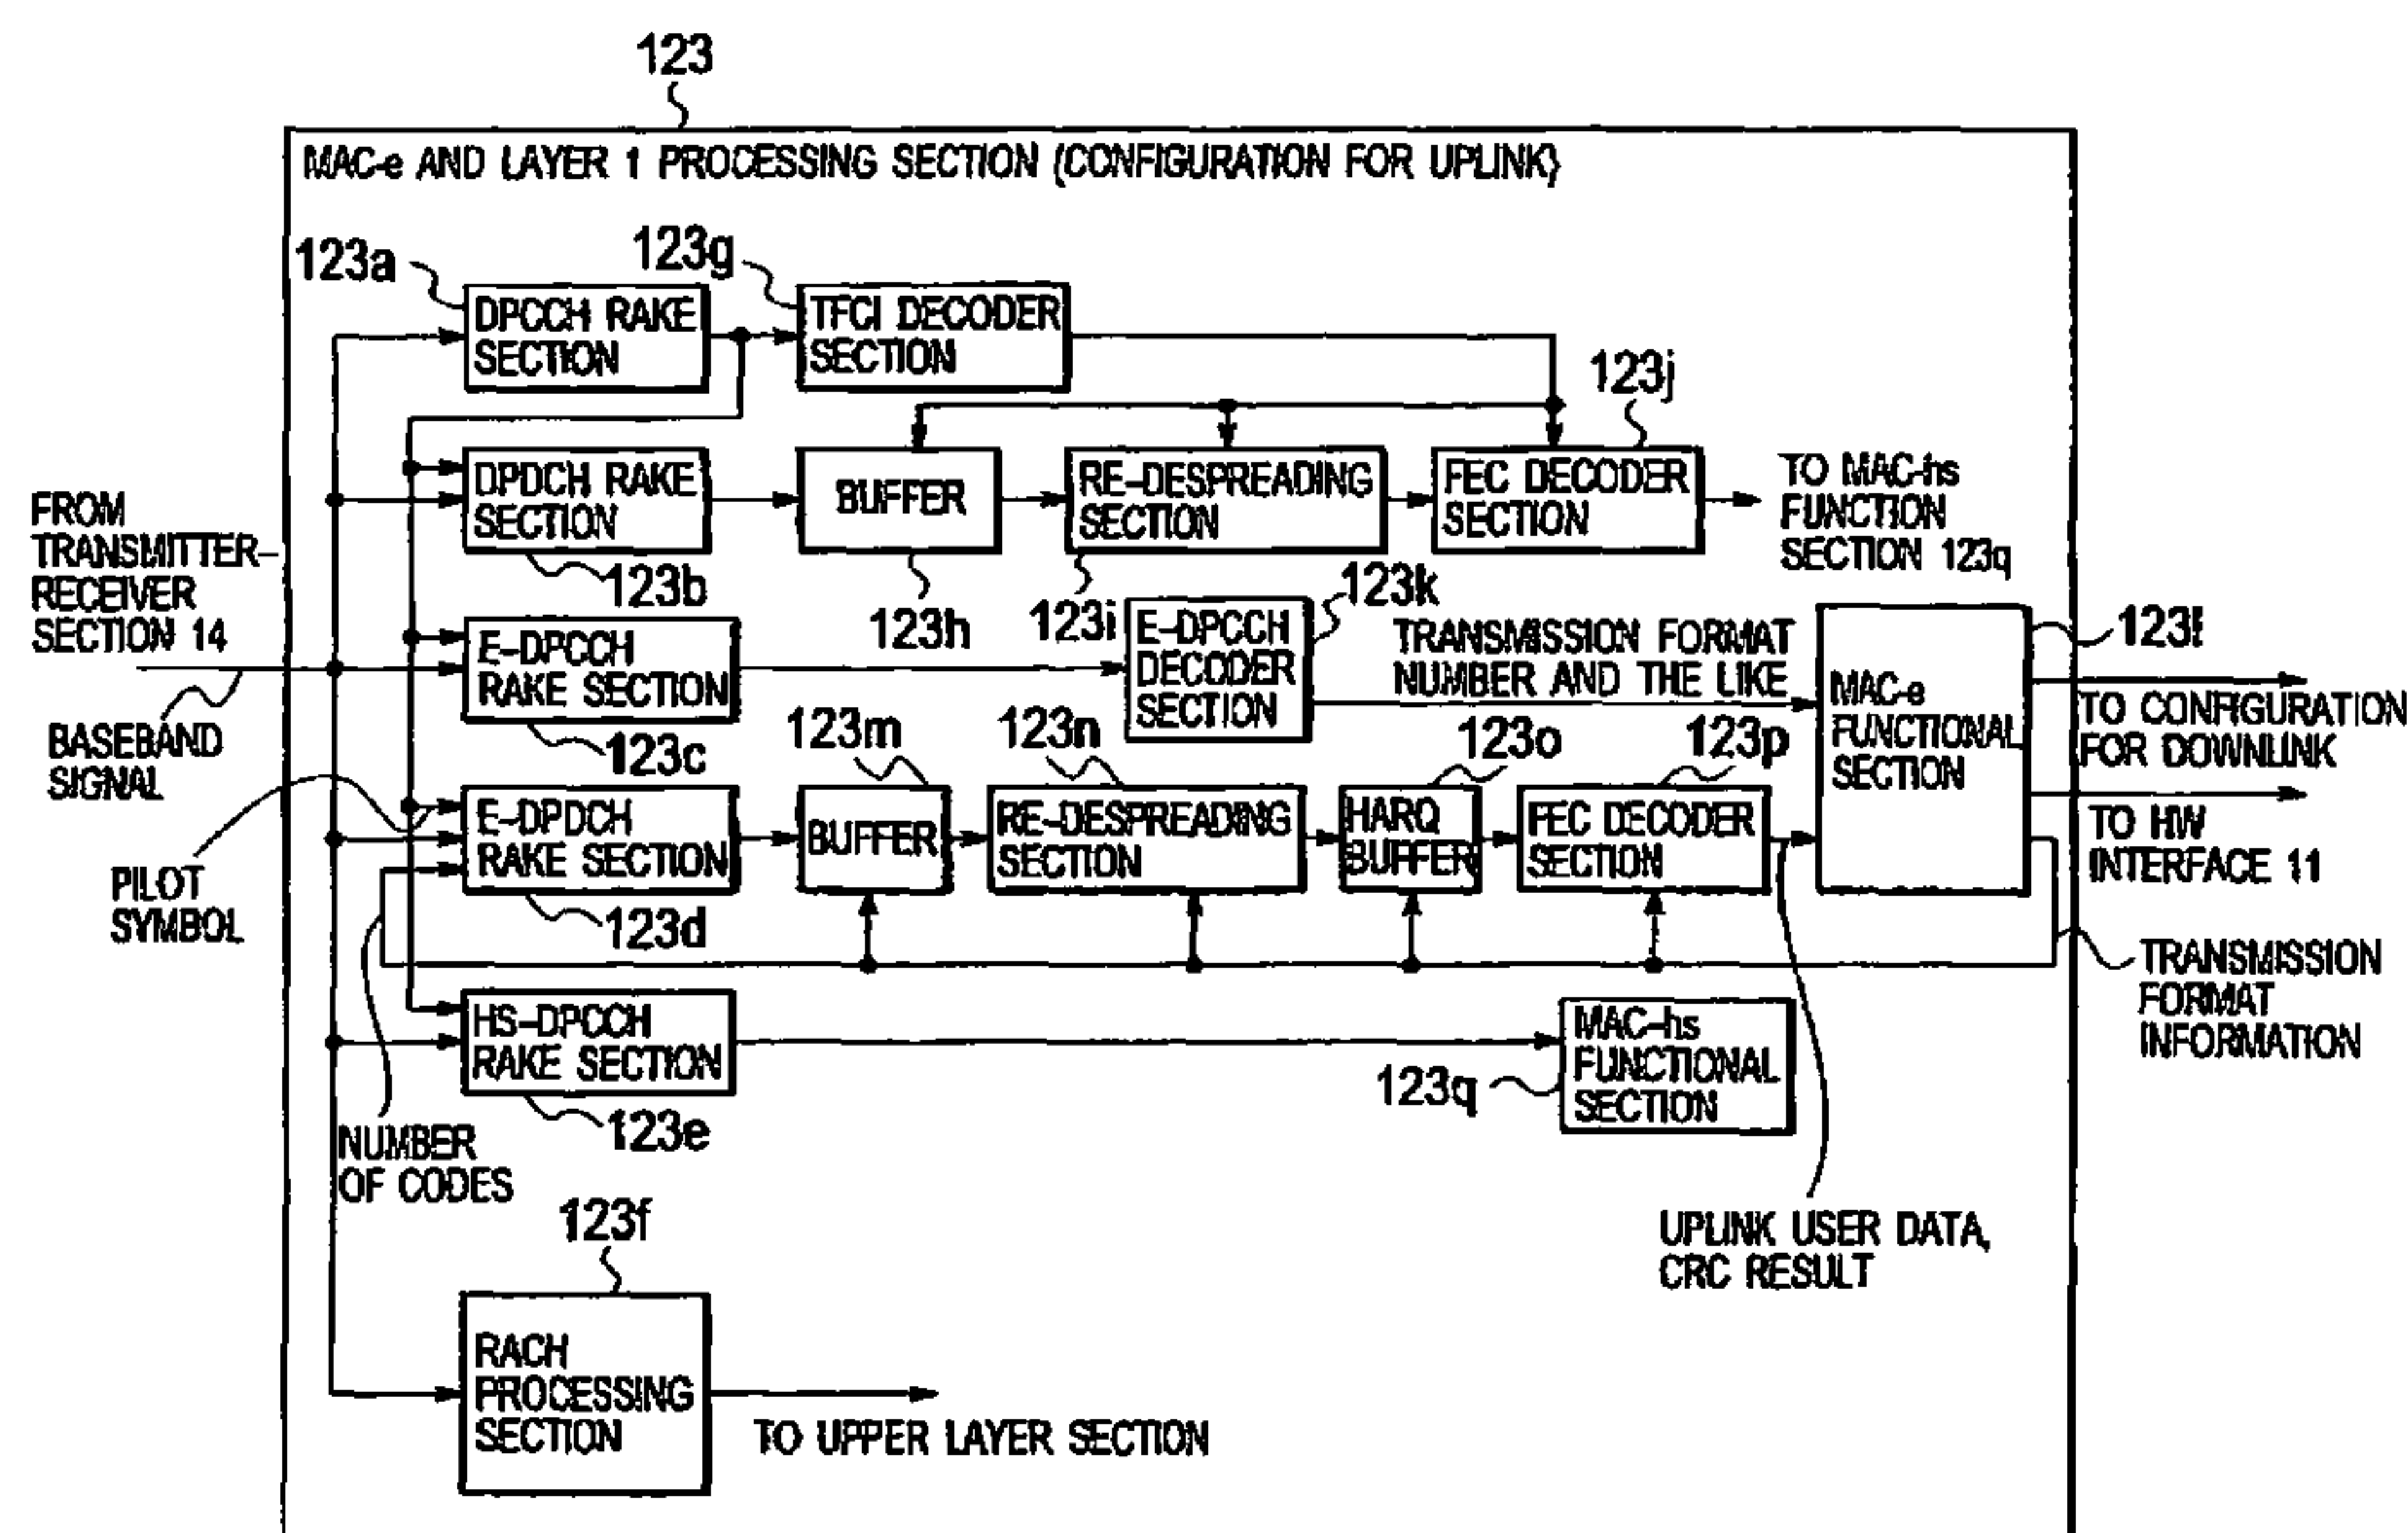 123
MAC-e AND LAYER 1 PROCESSING SECTION (CONFIGURATION FOR UPLINK)
123a
123g
DPCCH RAKE
SECTION
TFCI DECODER
SECTION
123j
DPDCH RAKE
SECTION
BUFFER
RE-DESPREADING
SECTION
FEC DECODER
SECTION
TO MAC-hs
FUNCTION
SECTION 123q
FROM
TRANSMITTER-
RECEIVER
SECTION 14
123b
123h
123i
123k
E-DPCCH
RAKE SECTION
E-DPCCH
DECODER
SECTION
TRANSMISSION FORMAT
NUMBER AND THE LIKE
MAC-e
FUNCTIONAL
SECTION
123l
TO CONFIGURATION
FOR DOWNLINK
BASEBAND
SIGNAL
123c
123m
123n
123o
123p
E-DPDCH
RAKE SECTION
BUFFER
RE-DESPREADING
SECTION
HARQ
BUFFER
FEC DECODER
SECTION
TO HW
INTERFACE 11
PILOT
SYMBOL
123d
TRANSMISSION
FORMAT
INFORMATION
HS-DPCCH
RAKE SECTION
MAC-hs
FUNCTIONAL
SECTION
123q
123e
NUMBER
OF CODES
UPLINK USER DATA,
CRC RESULT
123f
RACH
PROCESSING
SECTION
TO UPPER LAYER SECTION